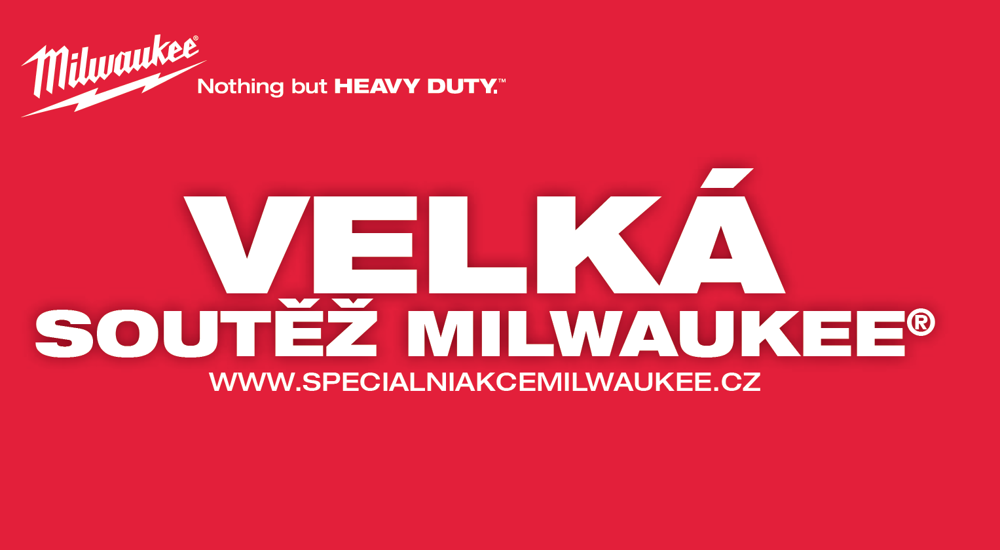 Milwaukee®
Nothing but HEAVY DUTY.™
VELKÁ
SOUTĚŽ MILWAUKEE®
WWW.SPECIALNIAKCEMILWAUKEE.CZ